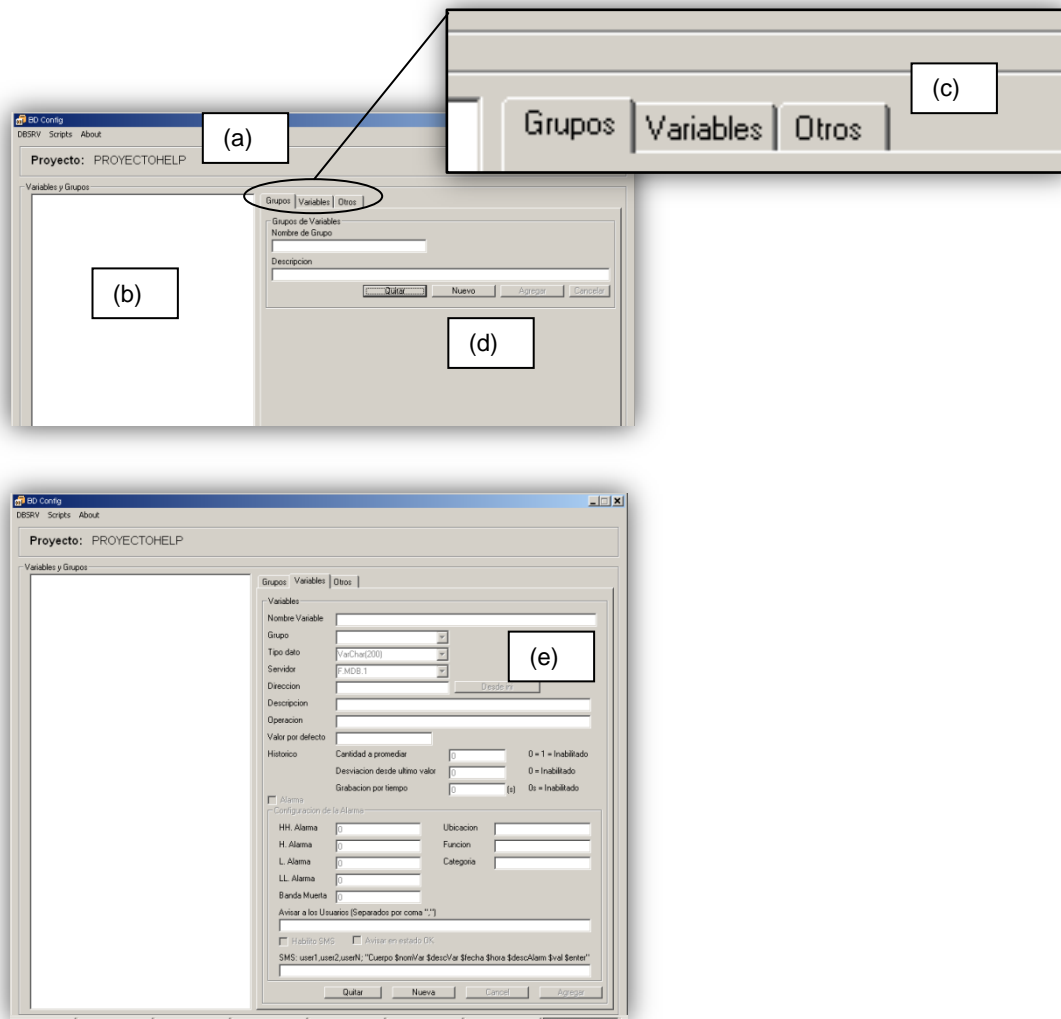 (c)
Grupos Variables Otros
BD Config
DBSRV Scripts About
(a)
Proyecto: PROYECTOHELP
Variables y Grupos
Grupos Variables Otros
Grupos de Variables
Nombre de Grupo
Descripcion
Quitar Nuevo Agregar Cancelar
(b)
(d)
BD Config
DBSRV Scripts About
Proyecto: PROYECTOHELP
Variables y Grupos
Grupos Variables Otros
Variables
Nombre Variable
Grupo
Tipo dato VarChar(200)
(e)
Servidor F.MDB.1
Direccion Desde ini
Descripcion
Operacion
Valor por defecto
Historico Cantidad a promediar 0 0 = 1 = Inabilitado
Desviacion desde ultimo valor 0 0 = Inabilitado
Grabacion por tiempo 0 (s) 0s = Inabilitado
Alarma
Configuracion de la Alarma
HH. Alarma 0 Ubicacion
H. Alarma 0 Funcion
L. Alarma 0 Categoria
LL. Alarma 0
Banda Muerta 0
Avisar a los Usuarios (Separados por coma ",")
Habilito SMS Avisar en estado OK
SMS: user1,user2,userN; "Cuerpo $nomVar $descVar $fecha $hora $descAlarm $val $enter"
Quitar Nueva Cancel Agregar